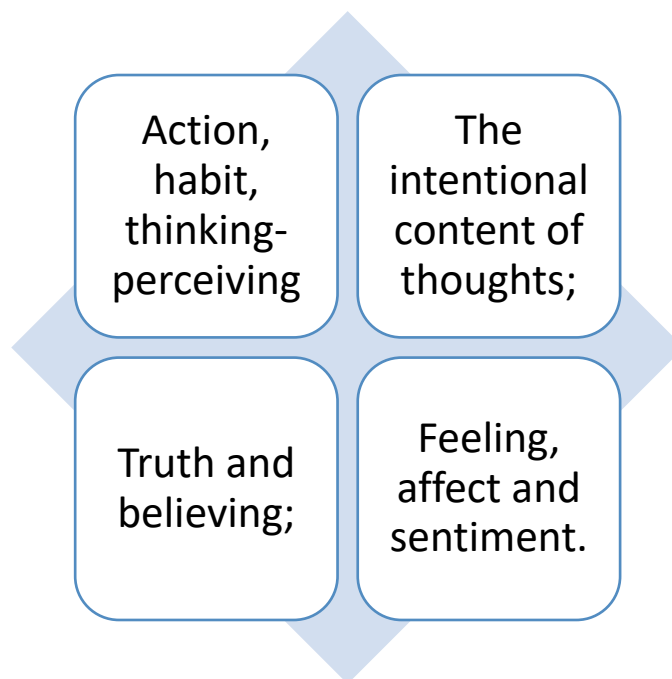 Action,
habit,
thinking-
perceiving
The
intentional
content of
thoughts;
Truth and
believing;
Feeling,
affect and
sentiment.